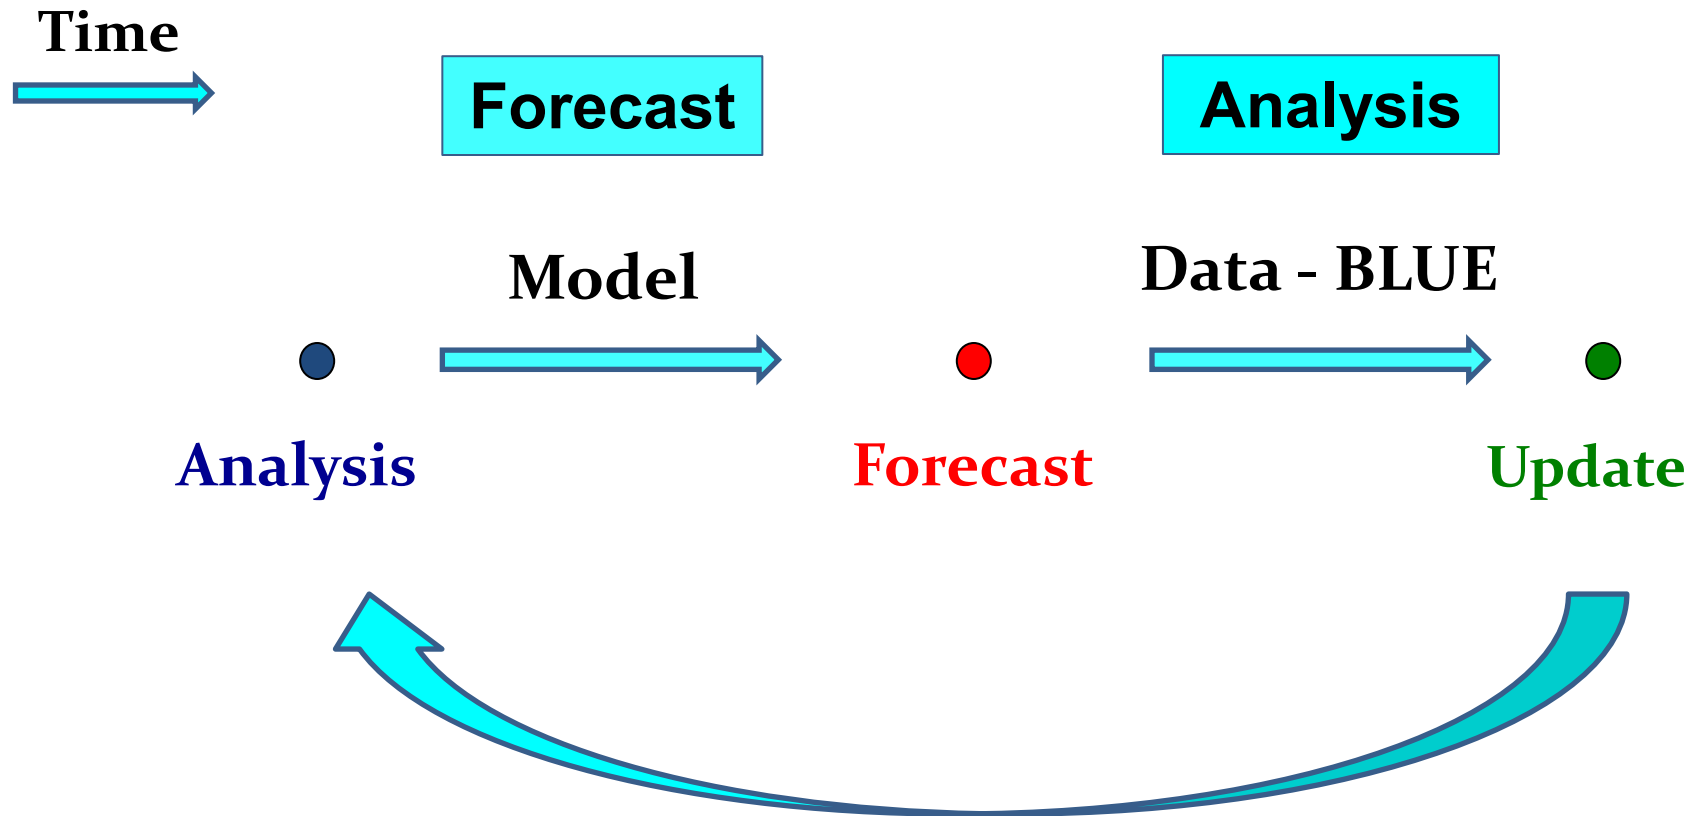 Time
Forecast
Analysis
Model
Data - BLUE
Analysis
Forecast
Update